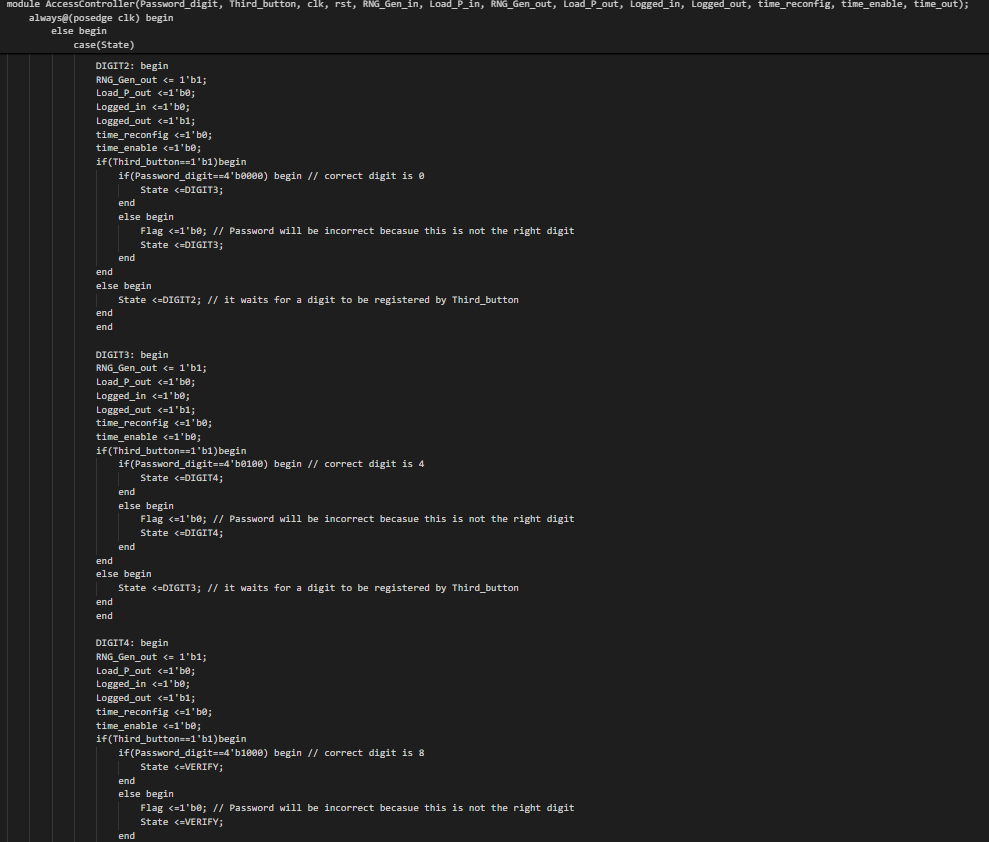 module AccessController(Password_digit, Third_button, clk, rst, RNG_Gen_in, Load_P_in, RNG_Gen_out, Load_P_out, Logged_in, Logged_out, time_reconfig, time_enable, time_out);
always@(posedge clk) begin
else begin
case(State)
DIGIT2: begin
RNG_Gen_out <= 1'b1;
Load_P_out <=1'b0;
Logged_in <=1'b0;
Logged_out <=1'b1;
time_reconfig <=1'b0;
time_enable <=1'b0;
if(Third_button==1'b1)begin
if(Password_digit==4'b0000) begin // correct digit is 0
State <=DIGIT3;
end
else begin
Flag <=1'b0; // Password will be incorrect becasue this is not the right digit
State <=DIGIT3;
end
end
else begin
State <=DIGIT2; // it waits for a digit to be registered by Third_button
end
end
DIGIT3: begin
RNG_Gen_out <= 1'b1;
Load_P_out <=1'b0;
Logged_in <=1'b0;
Logged_out <=1'b1;
time_reconfig <=1'b0;
time_enable <=1'b0;
if(Third_button==1'b1)begin
if(Password_digit==4'b0100) begin // correct digit is 4
State <=DIGIT4;
end
else begin
Flag <=1'b0; // Password will be incorrect becasue this is not the right digit
State <=DIGIT4;
end
end
else begin
State <=DIGIT3; // it waits for a digit to be registered by Third_button
end
end
DIGIT4: begin
RNG_Gen_out <= 1'b1;
Load_P_out <=1'b0;
Logged_in <=1'b0;
Logged_out <=1'b1;
time_reconfig <=1'b0;
time_enable <=1'b0;
if(Third_button==1'b1)begin
if(Password_digit==4'b1000) begin // correct digit is 8
State <=VERIFY;
end
else begin
Flag <=1'b0; // Password will be incorrect becasue this is not the right digit
State <=VERIFY;
end